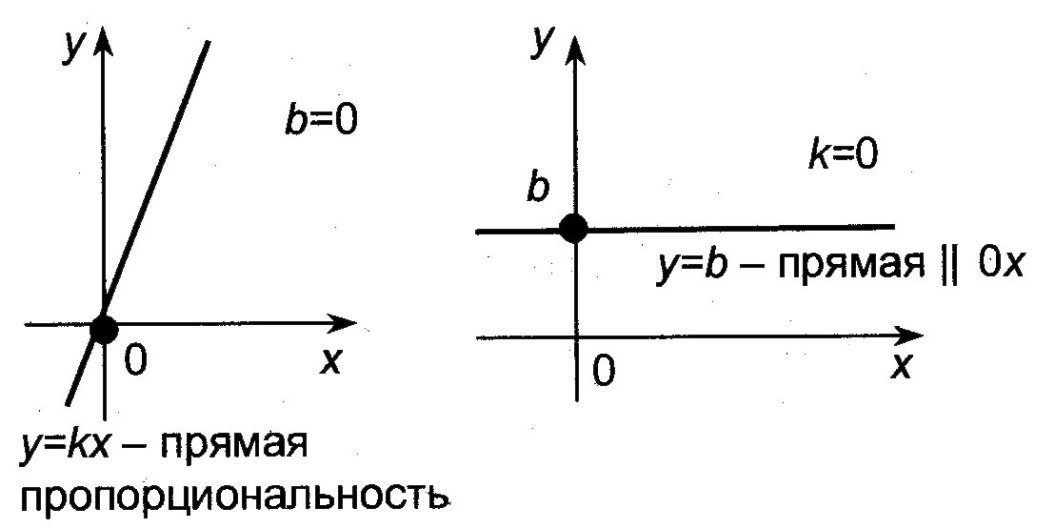 y
b=0
0
x
y=kx – прямая
пропорциональность
y
k=0
b
y=b – прямая || 0x
0
x